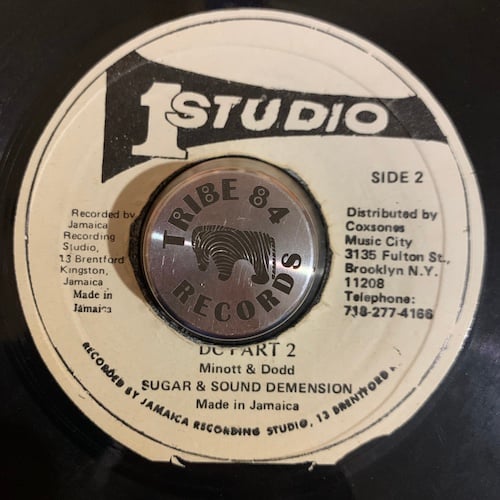 1 STUDIO
SIDE 2
Recorded by
Jamaica
Recording
Studio,
13 Brentford
Kingston,
Jamaica
Made in
Jamaica
TRIBE 84
RECORDS
Distributed by
Coxsones
Music City
3135 Fulton St.,
Brooklyn N.Y.
11208
Telephone:
718-277-4166
DC PART 2
Minott & Dodd
SUGAR & SOUND DEMENSION
Made in Jamaica
RECORDED BY JAMAICA RECORDING STUDIO, 13 BRENTFORD